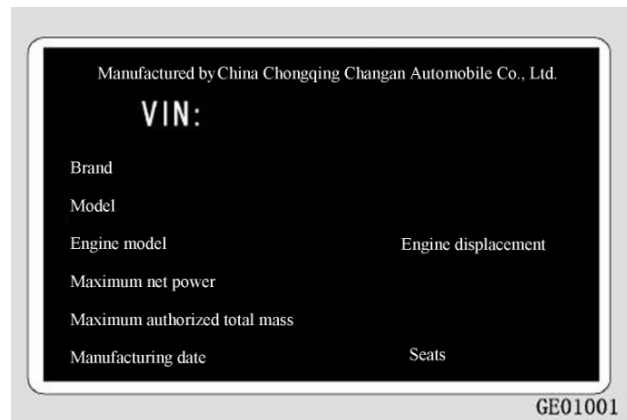 Manufactured by China Chongqing Changan Automobile Co., Ltd.
VIN:
Brand
Model
Engine model Engine displacement
Maximum net power
Maximum authorized total mass
Manufacturing date Seats
GE01001